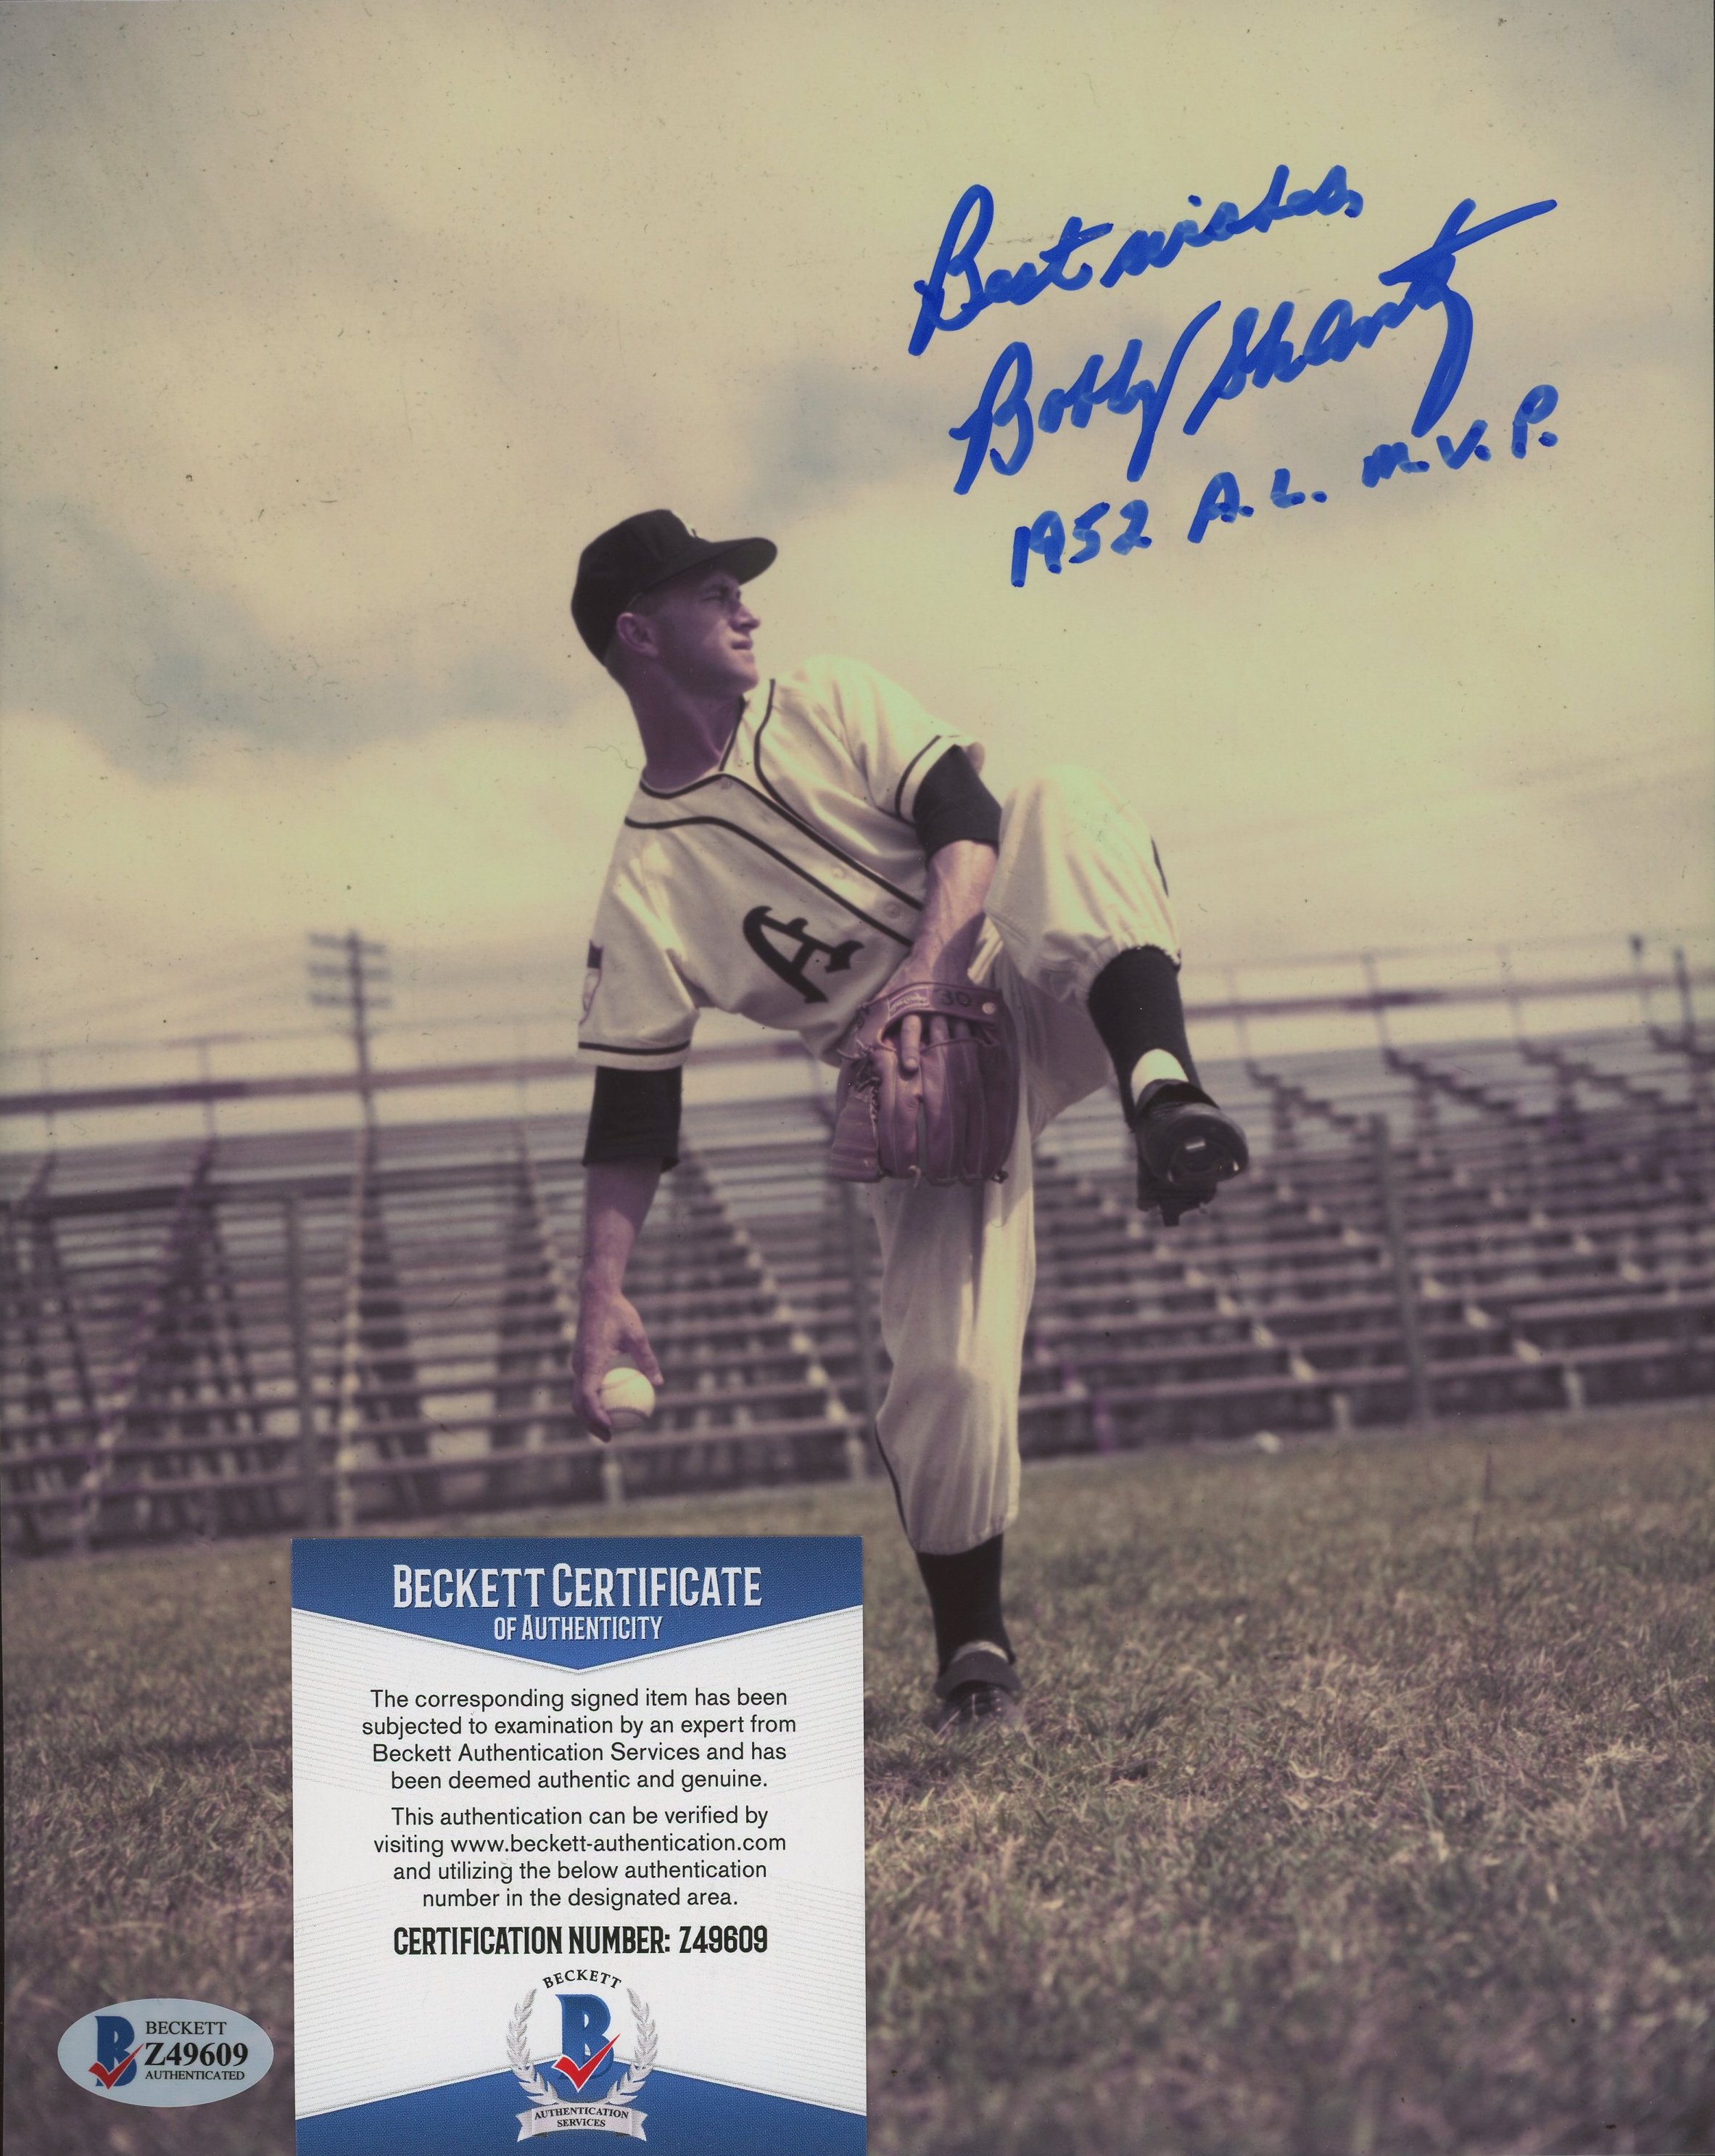 Best wishes
Bobby Shantz
1952 A.L. M.V.P.
A
30
BECKETT CERTIFICATE
OF AUTHENTICITY
The corresponding signed item has been
subjected to examination by an expert from
Beckett Authentication Services and has
been deemed authentic and genuine.
This authentication can be verified by
visiting www.beckett-authentication.com
and utilizing the below authentication
number in the designated area.
CERTIFICATION NUMBER: Z49609
BECKETT
B
AUTHENTICATION
SERVICES
B
BECKETT
Z49609
AUTHENTICATED